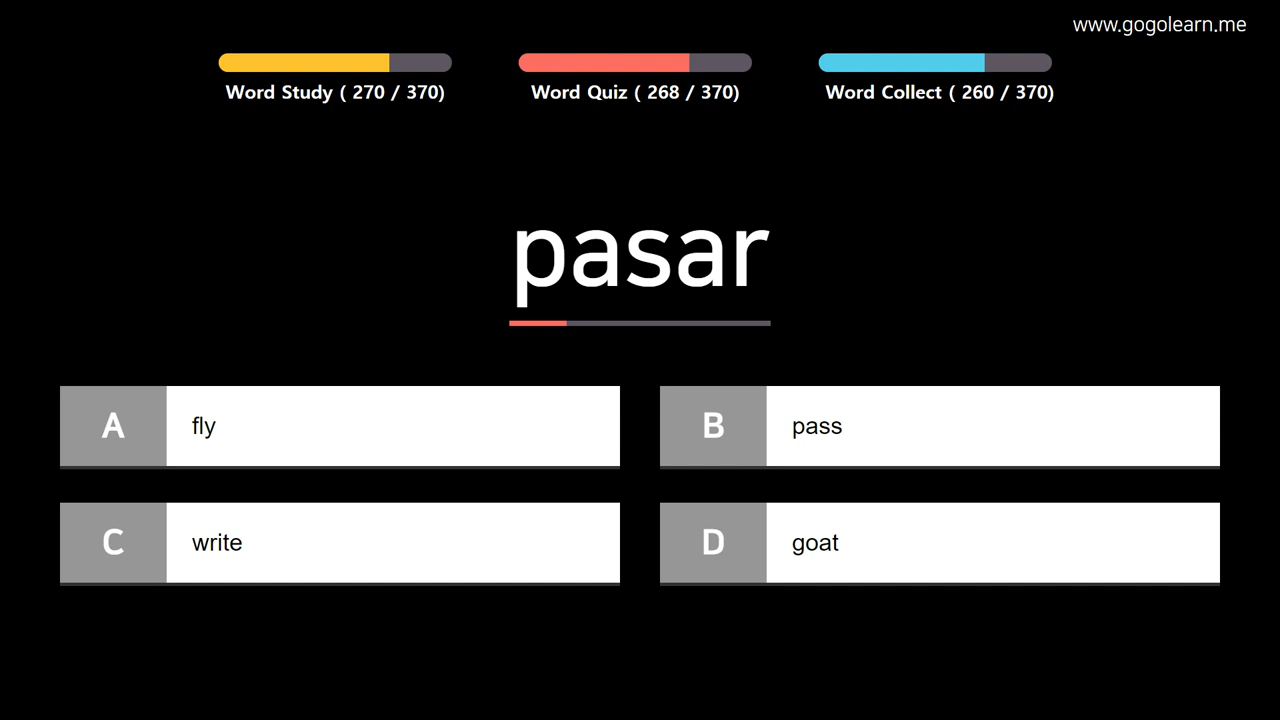 www.gogolearn.me
Word Study ( 270 / 370)
Word Quiz ( 268 / 370)
Word Collect ( 260 / 370)
pasar
A fly
B pass
C write
D goat